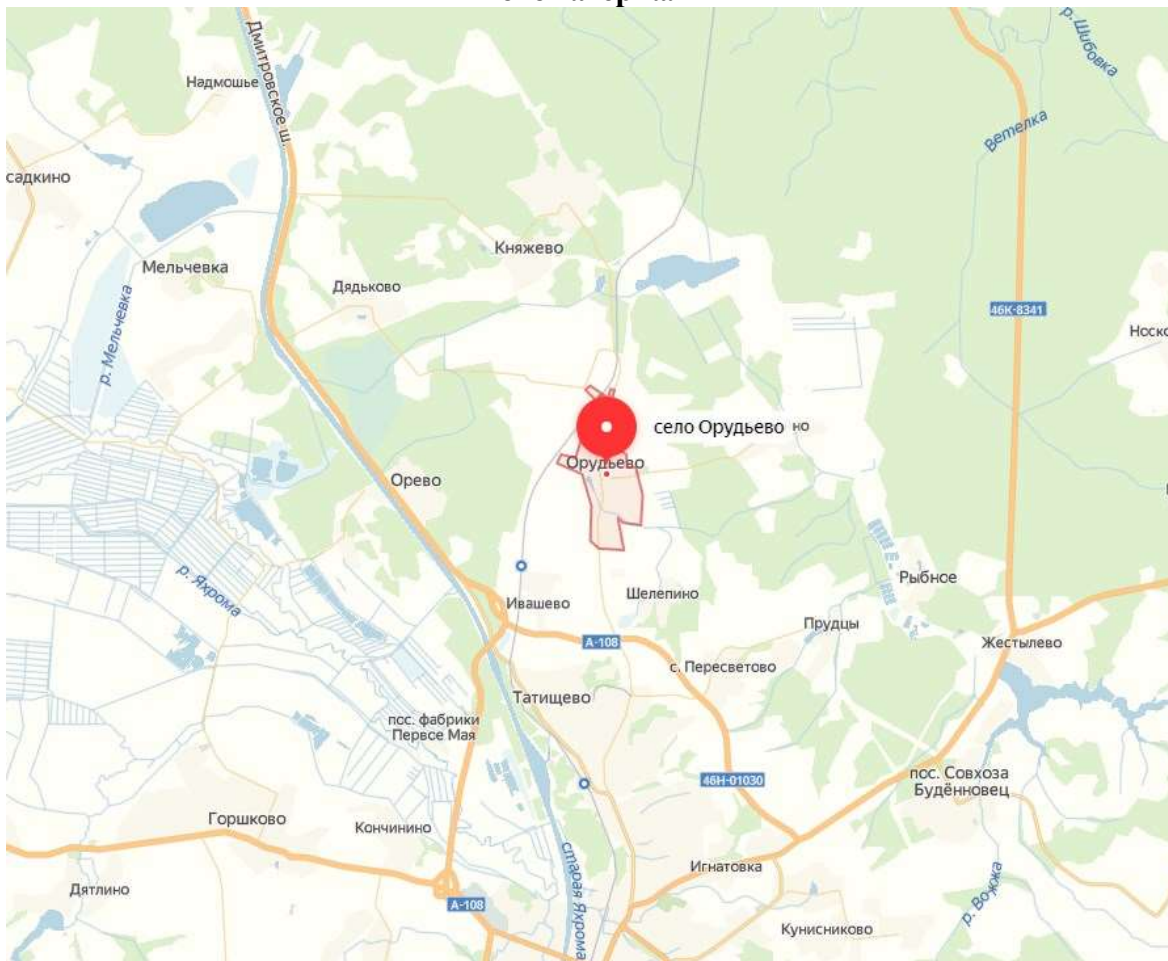 Дмитровское ш.
р. Шибовка
Надмошье
Ветелка
садкино
Княжево
Мельчевка
Дядьково
46К-8341
Носко
р. Мельчевка
село Орудьево но
Орудьево
Орево
р. Яхрома
Рыбное
Шелепино
Ивашево
Прудцы
А-108
Жестылево
с. Пересветово
Татищево
пос. фабрики
Первсе Мая
46Н-01030
пос. Совхоза
Будённовец
Горшково
Кончинино
старая Яхрома
Игнатовка
Дятлино
А-108
р. Вожжа
Кунисниково